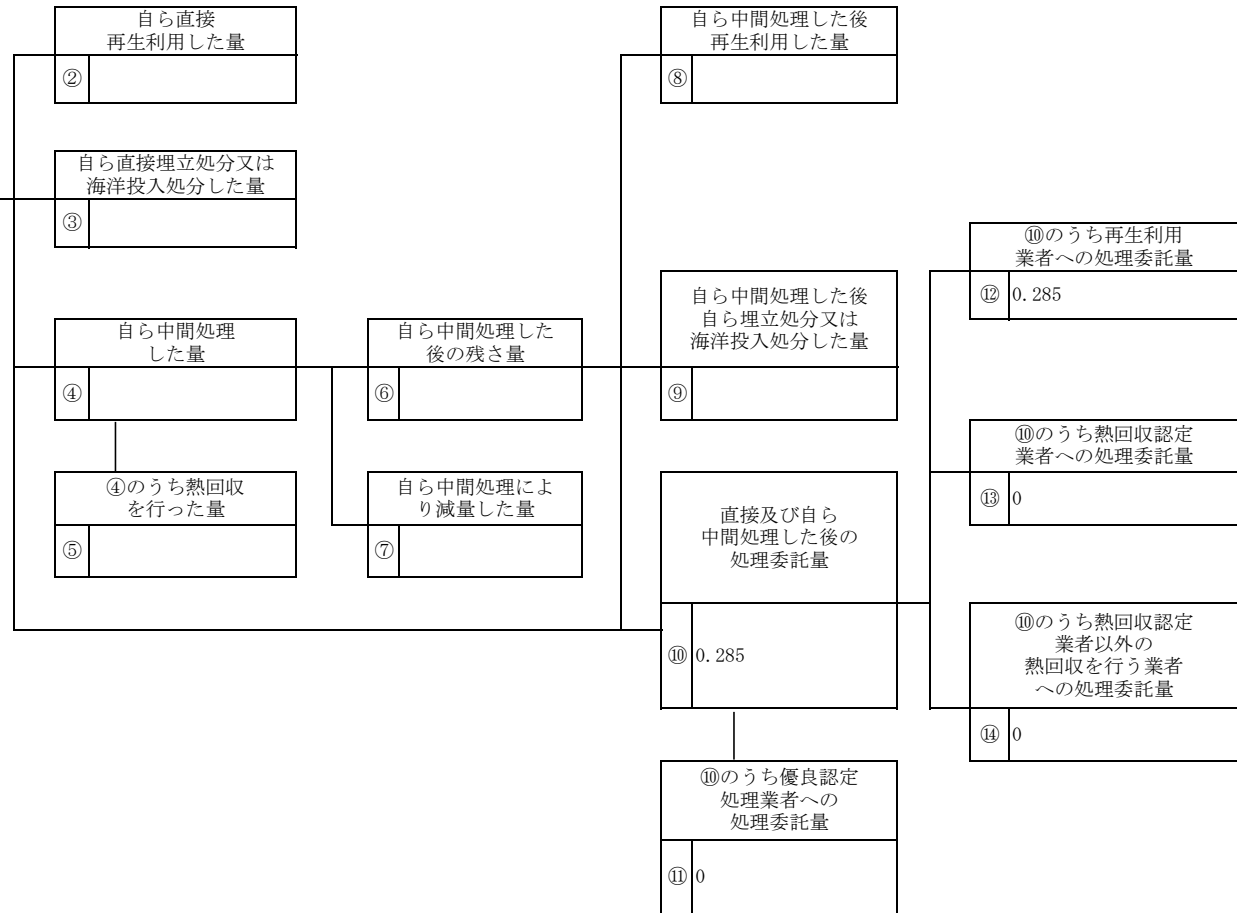 自ら直接
再生利用した量
②
自ら直接埋立処分又は
海洋投入処分した量
③
自ら中間処理
した量
④
④のうち熱回収
を行った量
⑤
自ら中間処理した
後の残さ量
⑥
自ら中間処理によ
り減量した量
⑦
自ら中間処理した後
再生利用した量
⑧
自ら中間処理した後
自ら埋立処分又は
海洋投入処分した量
⑨
直接及び自ら
中間処理した後の
処理委託量
⑩ 0.285
⑩のうち優良認定
処理業者への
処理委託量
⑪ 0
⑩のうち再生利用
業者への処理委託量
⑫ 0.285
⑩のうち熱回収認定
業者への処理委託量
⑬ 0
⑩のうち熱回収認定
業者以外の
熱回収を行う業者
への処理委託量
⑭ 0